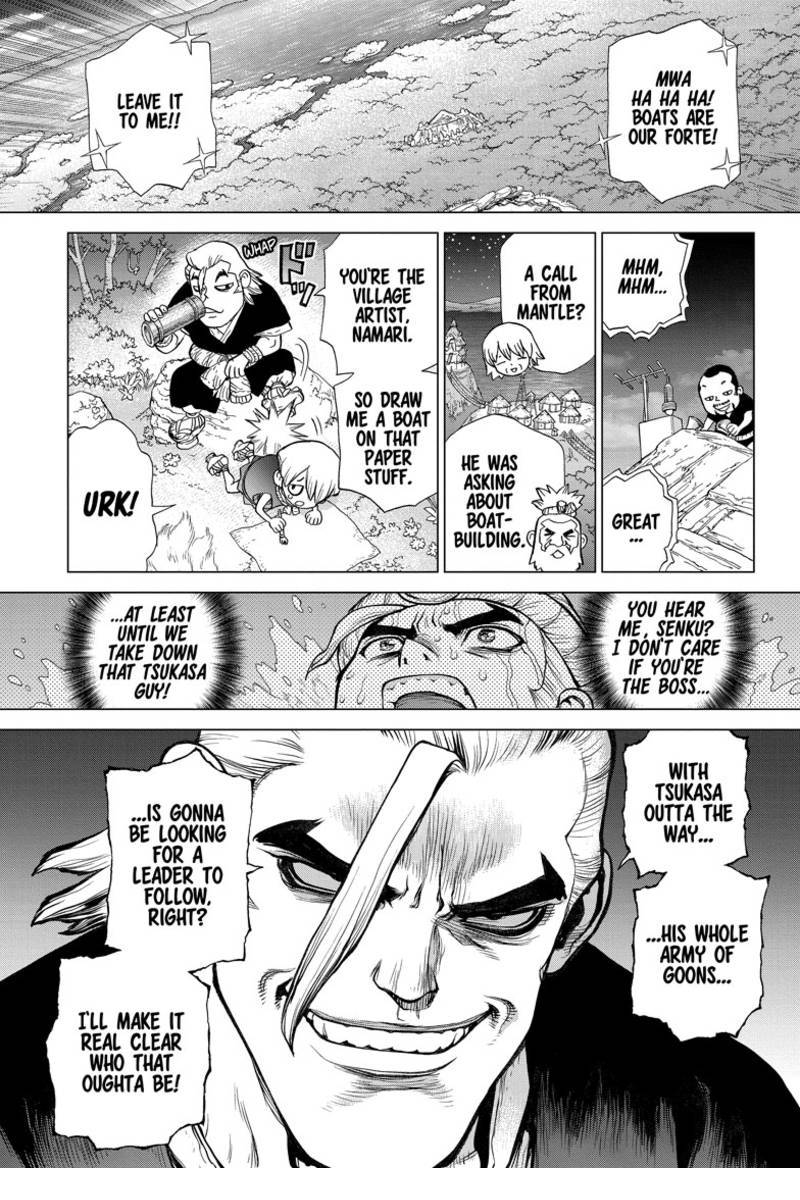 MWA
HA HA HA!
BOATS ARE
OUR FORTE!
LEAVE IT
TO ME!!
MHM,
MHM...
GREAT
...
A CALL
FROM
MANTLE?
HE WAS
ASKING
ABOUT
BOAT-
BUILDING.
YOU'RE THE
VILLAGE
ARTIST,
NAMARI.
SO DRAW
ME A BOAT
ON THAT
PAPER
STUFF.
WHAP
ドッ
URK!
YOU HEAR
ME, SENKU?
I DON'T CARE
IF YOU'RE
THE BOSS...
...AT LEAST
UNTIL WE
TAKE DOWN
THAT TSUKASA
GUY!
WITH
TSUKASA
OUTTA THE
WAY...
...HIS WHOLE
ARMY OF
GOONS...
...IS GONNA
BE LOOKING
FOR A
LEADER TO
FOLLOW,
RIGHT?
I'LL MAKE IT
REAL CLEAR
WHO THAT
OUGHTA BE!